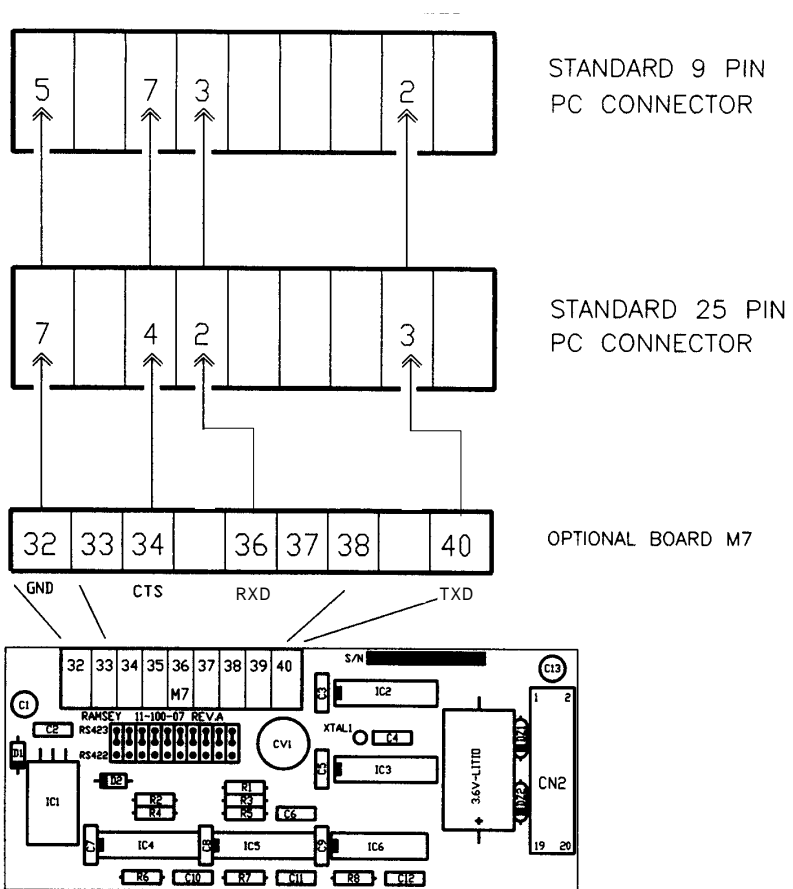 5 7 3 2
STANDARD 9 PIN
PC CONNECTOR
7 4 2 3
STANDARD 25 PIN
PC CONNECTOR
32 33 34 36 37 38 40
OPTIONAL BOARD M7
GND CTS RXD TXD
32 33 34 35 36 37 38 39 40
M7
S/N
C13
C1
C2
RAMSEY 11-100-07 REV.A
RS423
RS422
CV1
C3
IC2
XTAL1
C4
C5
IC3
1 2
DZ1
3.6V-LITIO
+
DZ2
CN2
19 20
D1
IC1
D2
R1
R2
R3
R4
R5
C6
C7
IC4
C8
IC5
C9
IC6
R6
C10
R7
C11
R8
C12